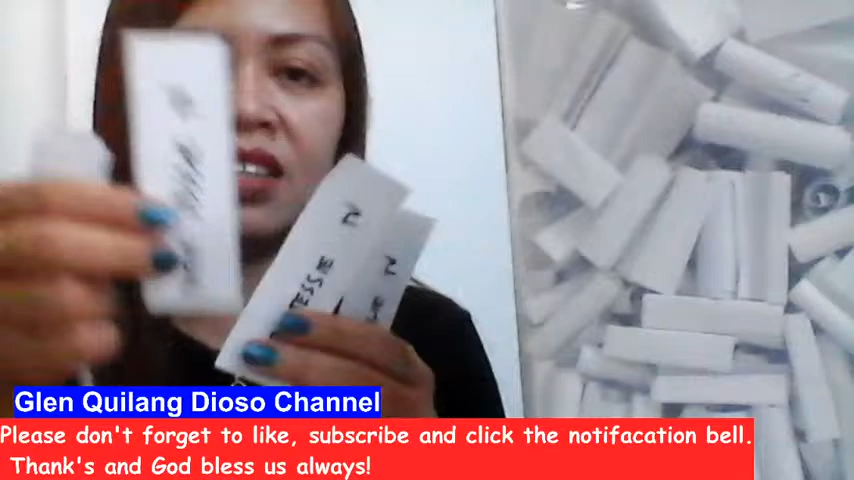 ESSIE N
Glen Quilang Dioso Channel
Please don't forget to like, subscribe and click the notifacation bell.
Thank's and God bless us always!